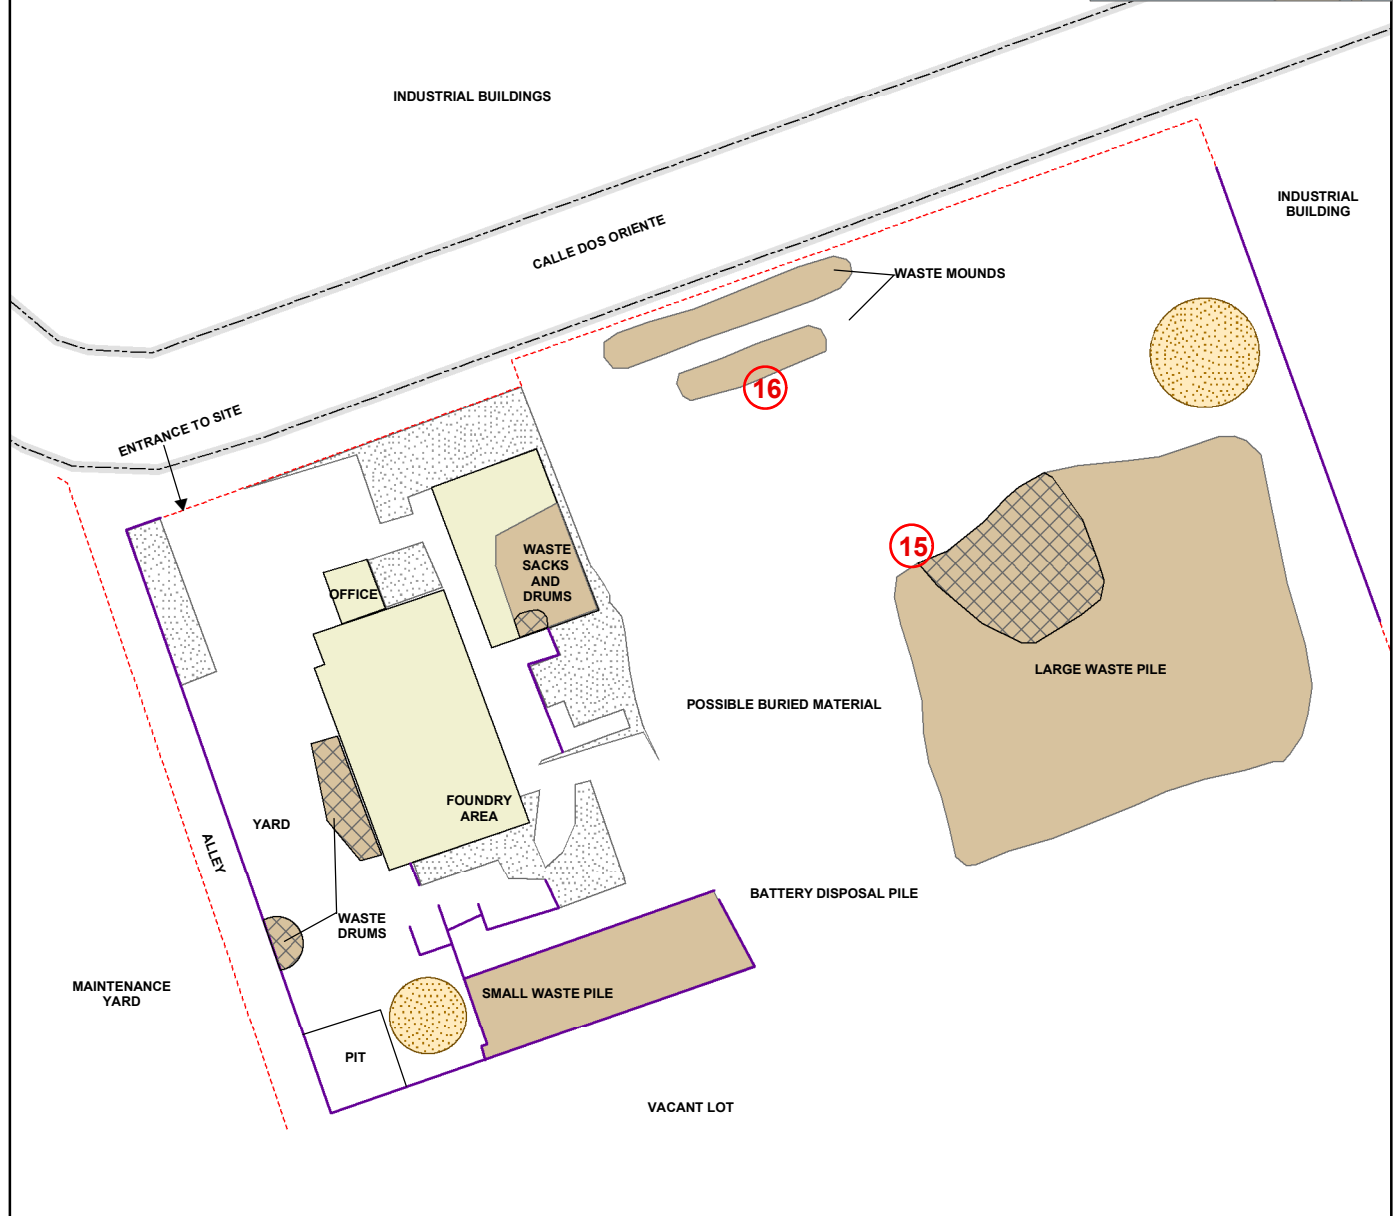 INDUSTRIAL BUILDINGS
INDUSTRIAL
BUILDING
CALLE DOS ORIENTE
WASTE MOUNDS
16
ENTRANCE TO SITE
15
WASTE
SACKS
AND
DRUMS
OFFICE
LARGE WASTE PILE
POSSIBLE BURIED MATERIAL
FOUNDRY
AREA
YARD
ALLEY
BATTERY DISPOSAL PILE
WASTE
DRUMS
MAINTENANCE
YARD
SMALL WASTE PILE
PIT
VACANT LOT